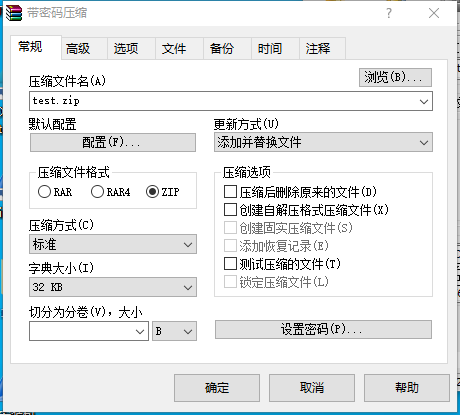 带密码压缩
常规 高级 选项 文件 备份 时间 注释
压缩文件名(A)
浏览(B)...
test.zip
默认配置
配置(F)...
更新方式(U)
添加并替换文件
压缩文件格式
RAR RAR4 ZIP
压缩方式(C)
标准
字典大小(I)
32 KB
切分为分卷(V)，大小
B
压缩选项
压缩后删除原来的文件(D)
创建自解压格式压缩文件(X)
创建固实压缩文件(S)
添加恢复记录(E)
测试压缩的文件(T)
锁定压缩文件(L)
设置密码(P)...
确定 取消 帮助